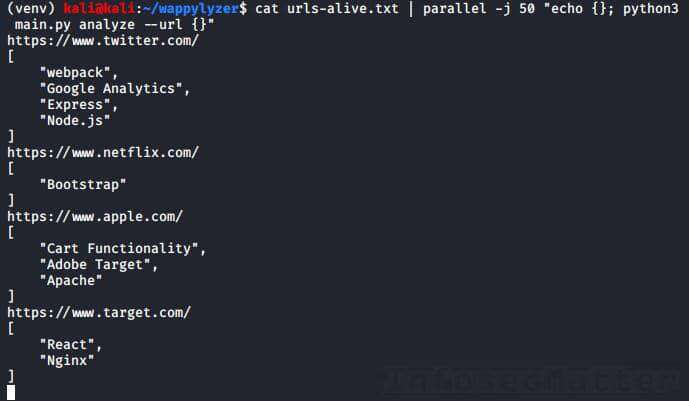 (venv) kali@kali:~/wappylyzer$ cat urls-alive.txt | parallel -j 50 "echo {}; python3
main.py analyze --url {}"
https://www.twitter.com/
[
    "webpack",
    "Google Analytics",
    "Express",
    "Node.js"
]
https://www.netflix.com/
[
    "Bootstrap"
]
https://www.apple.com/
[
    "Cart Functionality",
    "Adobe Target",
    "Apache"
]
https://www.target.com/
[
    "React",
    "Nginx"
]
InfosecMatter